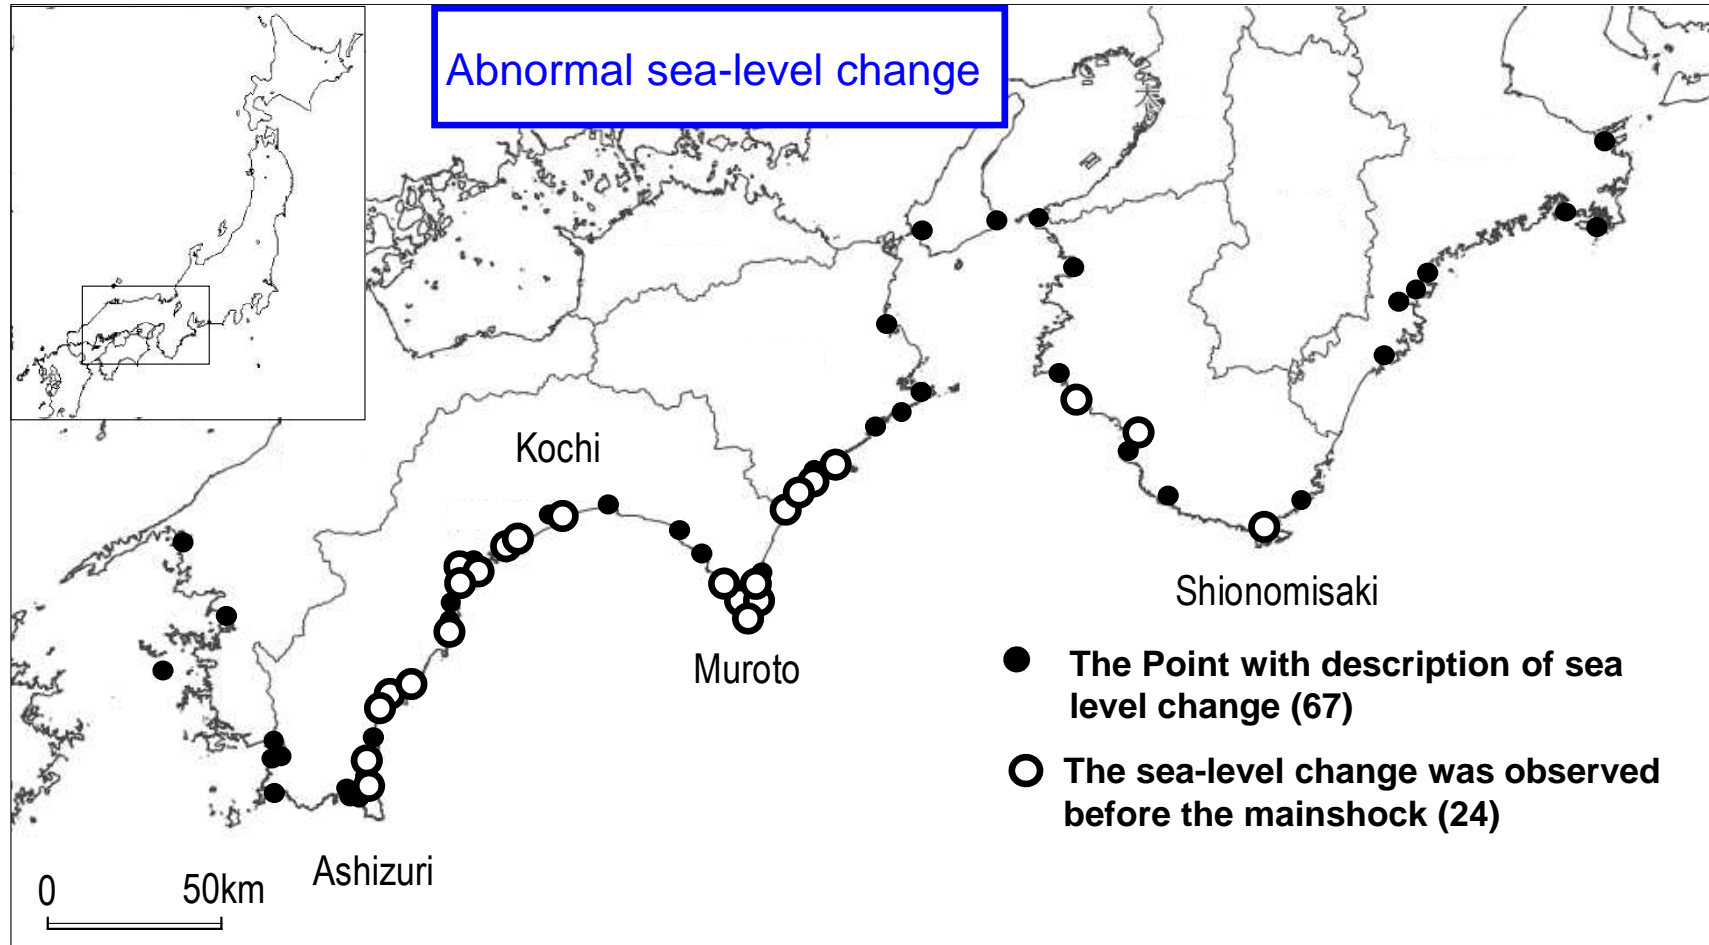 Abnormal sea-level change
Kochi
Shionomisaki
Muroto
The Point with description of sea
level change (67)
The sea-level change was observed
before the mainshock (24)
Ashizuri
0 50km